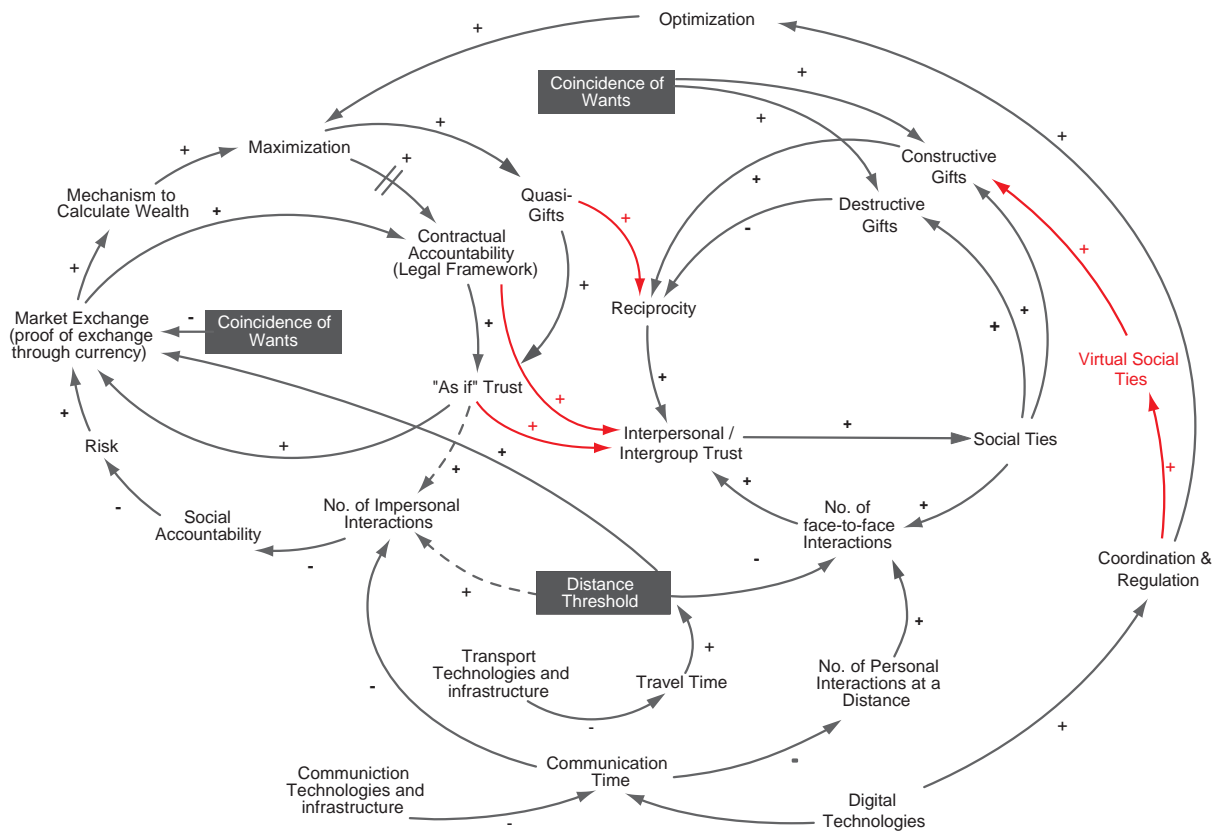 Optimization
+
Coincidence of
Wants
+
+
+
+
+
Maximization
+
Constructive
Gifts
+
Mechanism to
Calculate Wealth
+
Quasi-
Gifts
+
+
-
Destructive
Gifts
+
Contractual
Accountability
(Legal Framework)
+
+
Reciprocity
+
+
+
Market Exchange
(proof of exchange
through currency)
-
Coincidence of
Wants
+
Virtual Social
Ties
"As if" Trust
+
+
+
+
+
Interpersonal /
Intergroup Trust
+
Social Ties
Risk
+
+
+
+
+
-
Social
Accountability
No. of Impersonal
Interactions
+
No. of
face-to-face
Interactions
-
-
Coordination &
Regulation
+
Distance
Threshold
+
Transport
Technologies and
infrastructure
+
Travel Time
No. of Personal
Interactions at a
Distance
-
-
+
Communication
Time
-
Communiction
Technologies and
infrastructure
-
-
Digital
Technologies